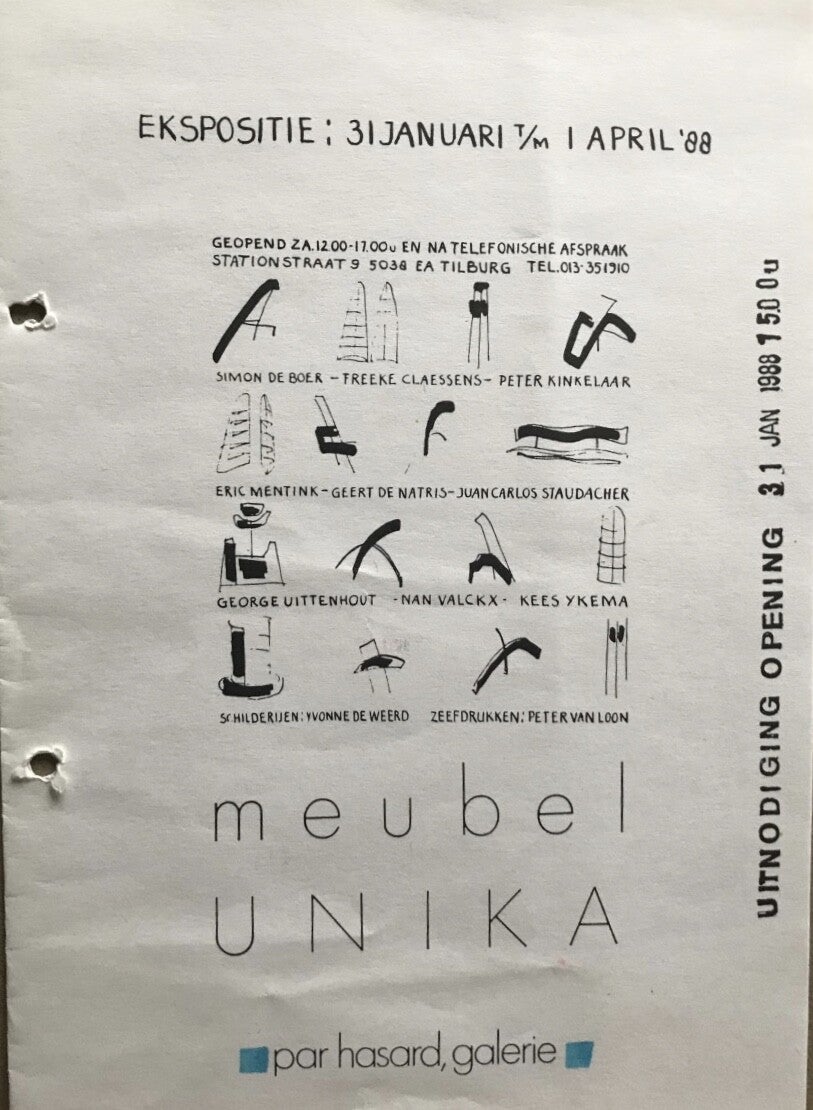 EKSPOSITIE: 31 JANUARI T/M 1 APRIL '88
GEOPEND ZA. 12.00-17.00u EN NA TELEFONISCHE AFSPRAAK
STATIONSTRAAT 9 5038 EA TILBURG TEL. 013-351910
SIMON DE BOER - FREEKE CLAESSENS - PETER KINKELAAR
ERIC MENTINK - GEERT DE NATRIS - JUAN CARLOS STAUDACHER
GEORGE UITTENHOUT - NAN VALCKX - KEES YKEMA
SCHILDERIJEN: YVONNE DE WEERD ZEEFDRUKKEN: PETER VAN LOON
meubel
UNIKA
par hasard, galerie
UITNODIGING OPENING 31 JAN 1988 15.00u